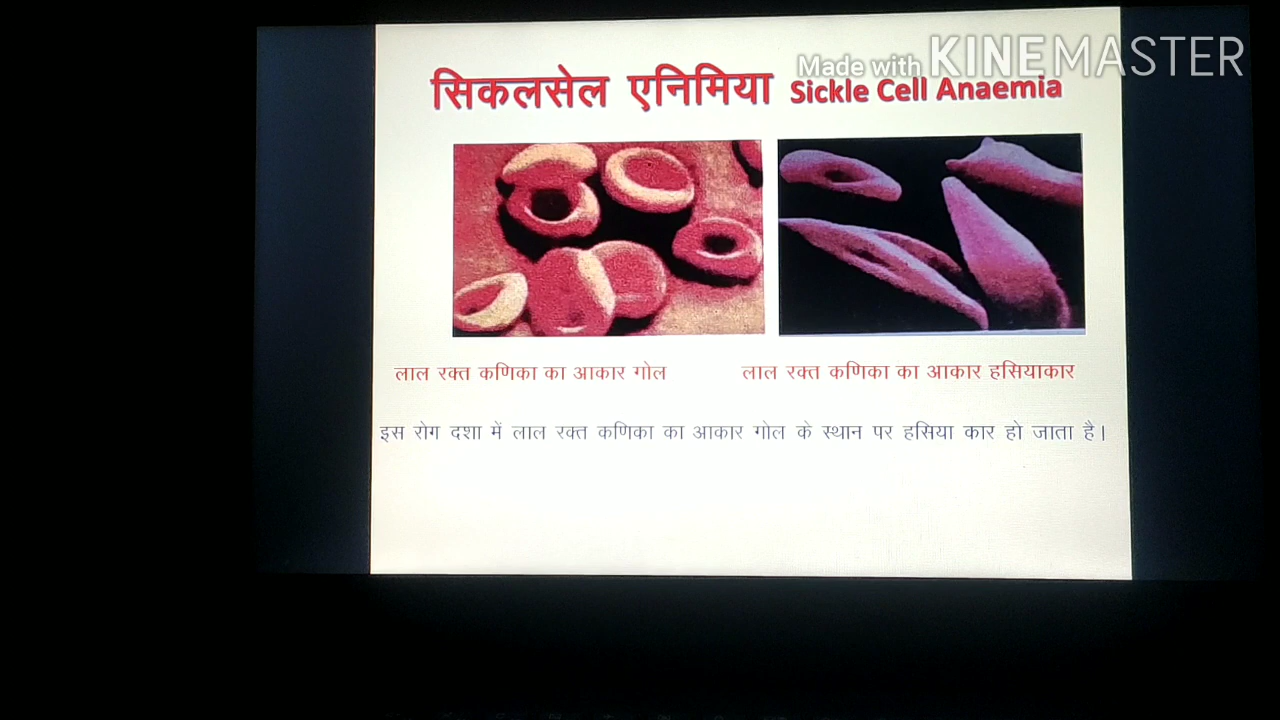 Made with KINEMASTER
सिकलसेल एनिमिया Sickle Cell Anaemia
लाल रक्त कणिका का आकार गोल
लाल रक्त कणिका का आकार हसियाकार
इस रोग दशा में लाल रक्त कणिका का आकार गोल के स्थान पर हसिया कार हो जाता है।